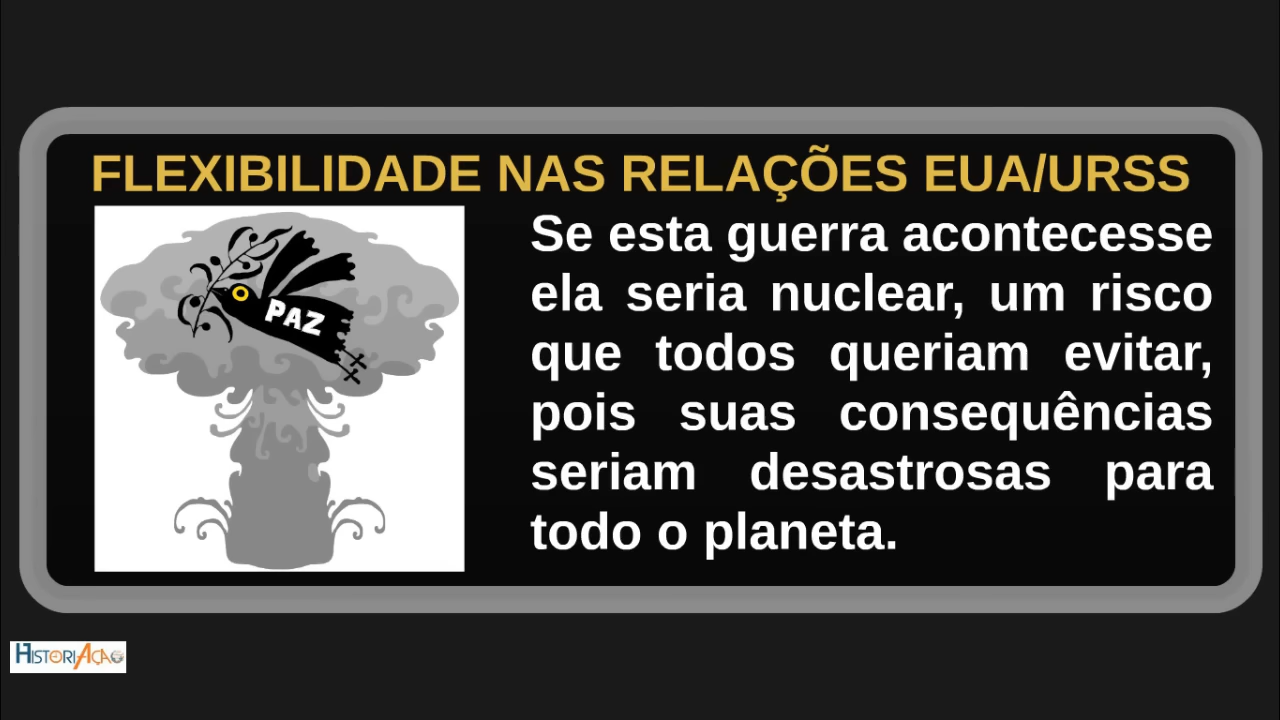 FLEXIBILIDADE NAS RELAÇÕES EUA/URSS
PAZ
Se esta guerra acontecesse
ela seria nuclear, um risco
que todos queriam evitar,
pois suas consequências
seriam desastrosas para
todo o planeta.
HISTORIAÇÃO